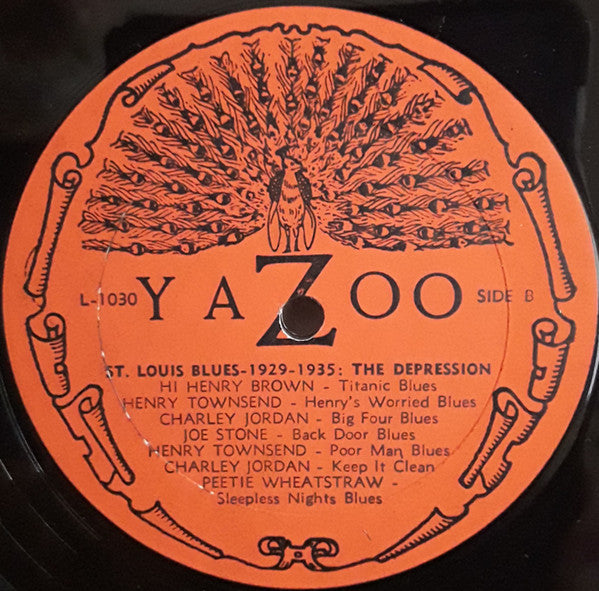 L-1030 YAZOO SIDE B
ST. LOUIS BLUES-1929-1935: THE DEPRESSION
HI HENRY BROWN - Titanic Blues
HENRY TOWNSEND - Henry's Worried Blues
CHARLEY JORDAN - Big Four Blues
JOE STONE - Back Door Blues
HENRY TOWNSEND - Poor Man Blues
CHARLEY JORDAN - Keep It Clean
PEETIE WHEATSTRAW -
Sleepless Nights Blues